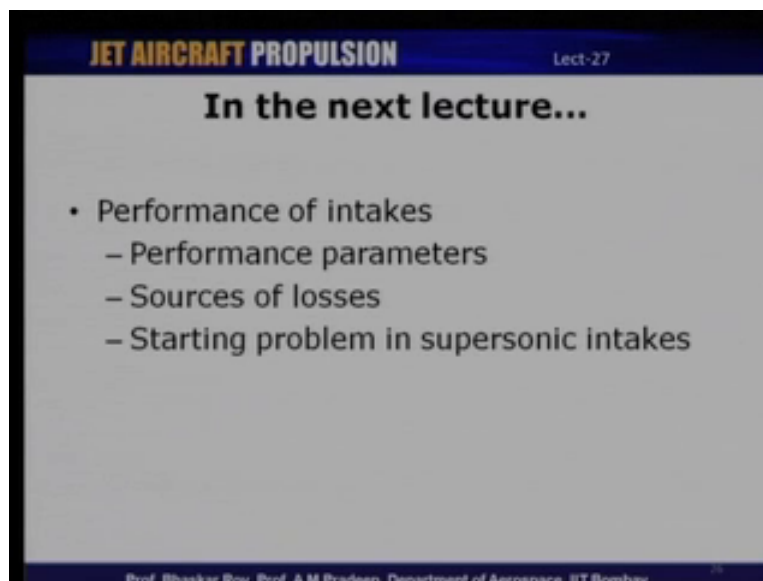 JET AIRCRAFT PROPULSION Lect-27
In the next lecture...
• Performance of intakes
– Performance parameters
– Sources of losses
– Starting problem in supersonic intakes
Prof. Bhaskar Roy, Prof. A M Pradeep, Department of Aerospace, IIT Bombay